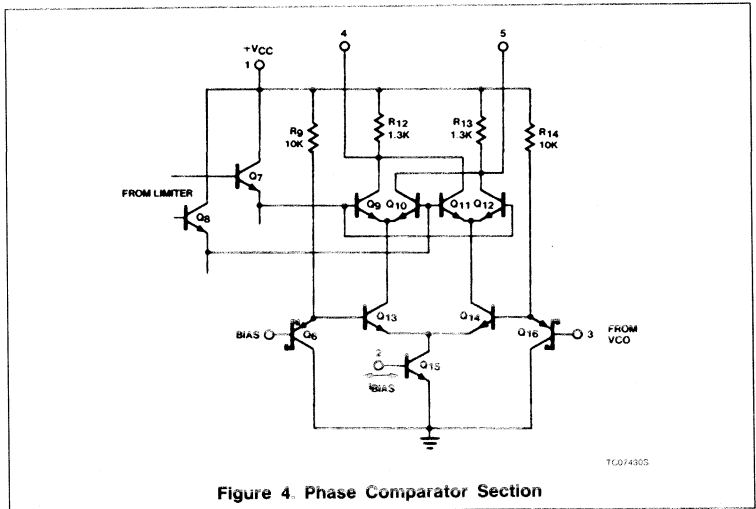 4
5
+VCC
1
R9
10K
R12
1.3K
R13
1.3K
R14
10K
Q7
FROM LIMITER
Q8
Q9
Q10
Q11
Q12
Q13
Q14
BIAS
Q6
Q16
3
FROM
VCO
2
Q15
IBIAS
TC07430S
Figure 4. Phase Comparator Section